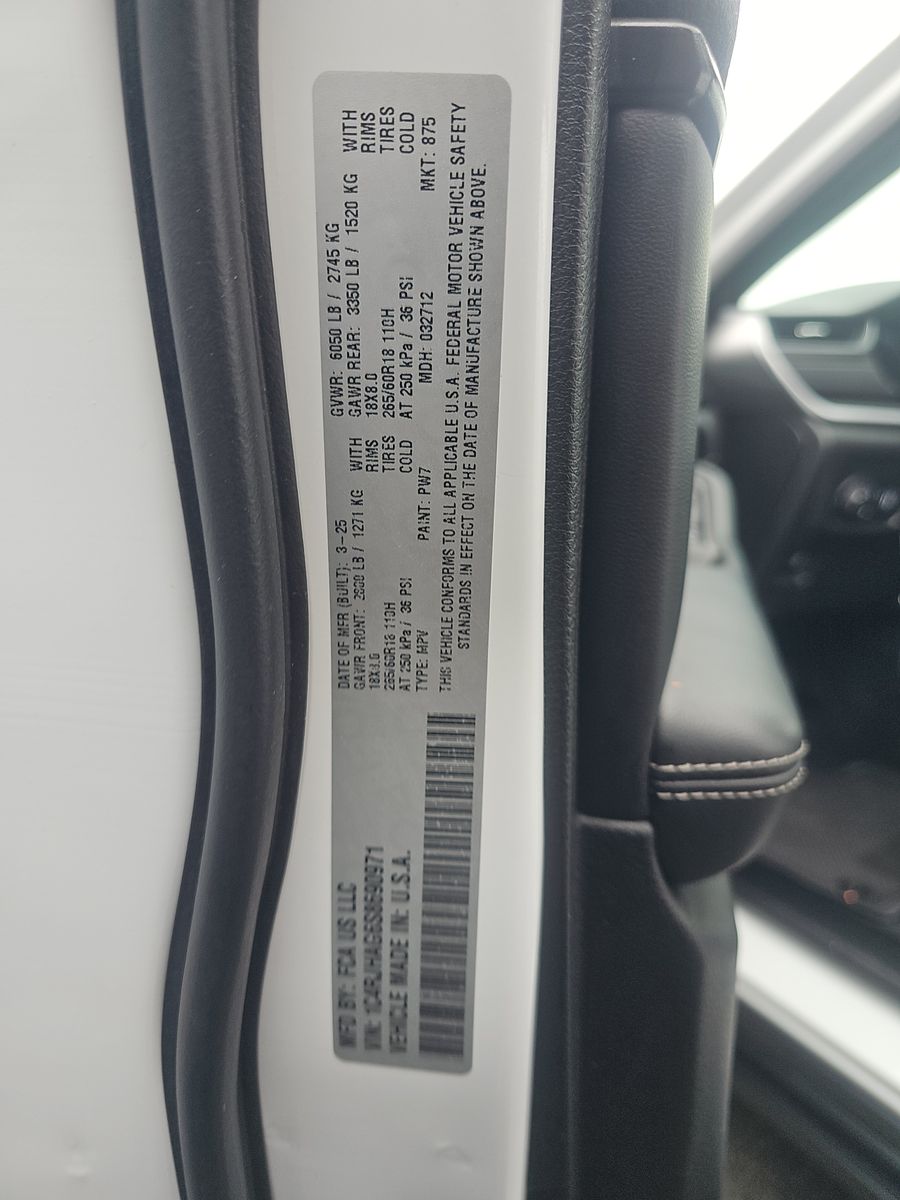 MFD BY: FCA US LLC
VIN: 1C4RJHAG6S8690971
VEHICLE MADE IN: U.S.A.
DATE OF MFR (BUILT): 3-25 GVWR: 6050 LB / 2745 KG
GAWR FRONT: 2800 LB / 1271 KG WITH GAWR REAR: 3350 LB / 1520 KG WITH
18X8.0 RIMS 18X8.0 RIMS
265/60R18 110H TIRES 265/60R18 110H TIRES
AT 250 kPa / 36 PSI COLD AT 250 kPa / 36 PSI COLD
TYPE: MPV PAINT: PW7 MDH: 032712 MKT: 875
THIS VEHICLE CONFORMS TO ALL APPLICABLE U.S.A. FEDERAL MOTOR VEHICLE SAFETY
STANDARDS IN EFFECT ON THE DATE OF MANUFACTURE SHOWN ABOVE.